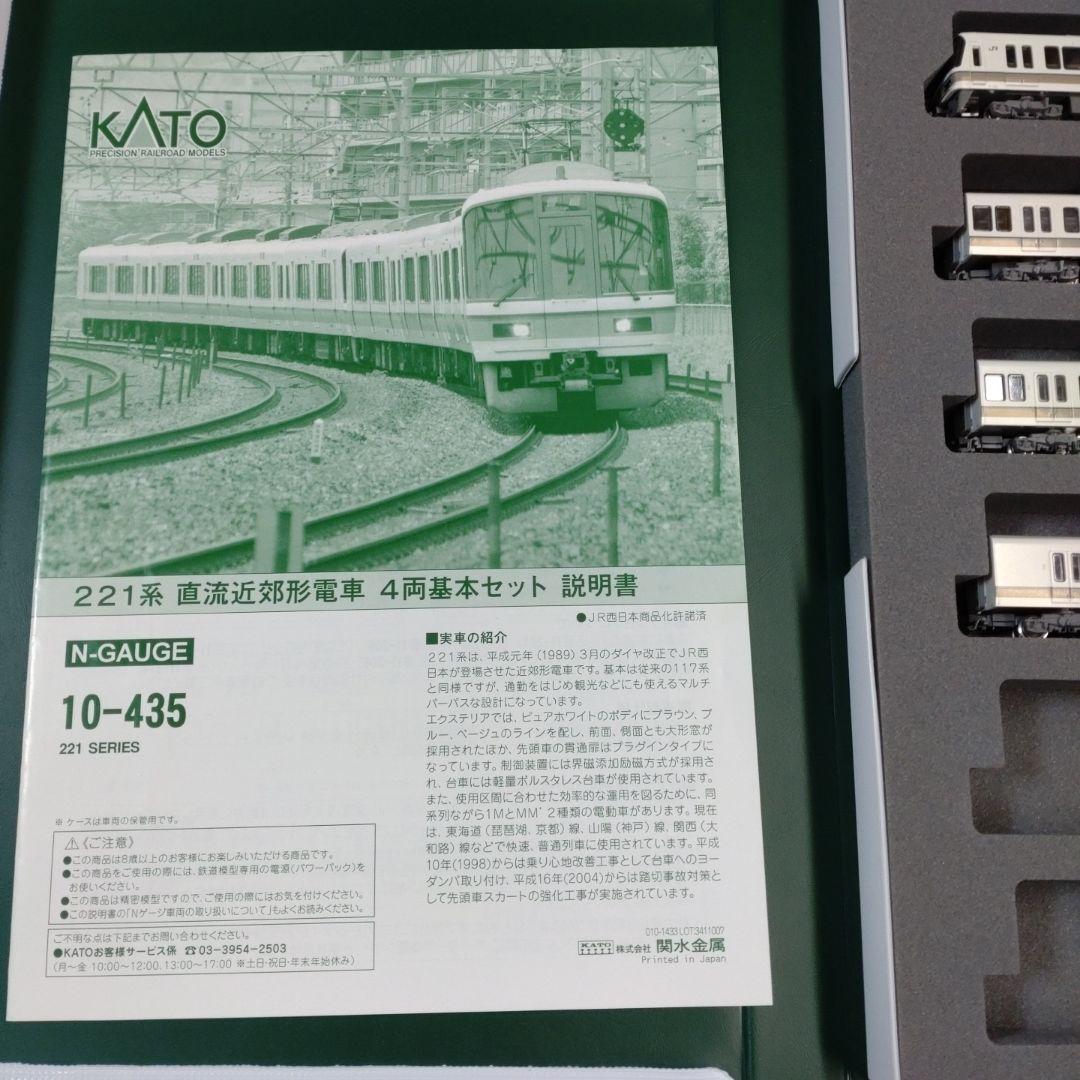 KATO
PRECISION RAILROAD MODELS
221系 直流近郊形電車 4両基本セット 説明書
●JR西日本商品化許諾済
N-GAUGE
10-435
221 SERIES
■実車の紹介
221系は、平成元年(1989)3月のダイヤ改正でJR西
日本が登場させた近郊形電車です。基本は従来の117系
と同様ですが、通勤をはじめ観光などにも使えるマルチ
パーパスな設計になっています。
エクステリアでは、ピュアホワイトのボディにブラウン、ブ
ルー、ベージュのラインを配し、前面、側面とも大形窓が
採用されたほか、先頭車の貫通扉はプラグインタイプに
なっています。制御装置には界磁添加励磁方式が採用さ
れ、台車には軽量ボルスタレス台車が使用されています。
また、使用区間に合わせた効率的な運用を図るために、同
系列ながら1MとMM'2種類の電動車があります。現在
は、東海道(琵琶湖、京都)線、山陽(神戸)線、関西(大
和路)線などで快速、普通列車に使用されています。平成
10年(1998)からは乗り心地改善工事として台車へのヨー
ダンパ取り付け、平成16年(2004)からは踏切事故対策と
して先頭車スカートの強化工事が実施されています。
※ ケースは車両の保管用です。
⚠《ご注意》
●この商品は8歳以上のお客様にお楽しみいただける商品です。
●この商品をご使用の際には、鉄道模型専用の電源(パワーパック)を
お使いください。
●この商品は精密模型ですので、ご使用の際にはお気を付けください。
●この説明書の「Nゲージ車両の取り扱いについて」もよくお読みください。
ご不明な点は下記までお問い合わせください。
●KATOお客様サービス係 ☎03-3954-2503
(月〜金 10:00〜12:00、13:00〜17:00 ※土日・祝日・年末年始休み)
010-1433 LOT:3411007
KATO 株式会社 関水金属
Printed in Japan
JR